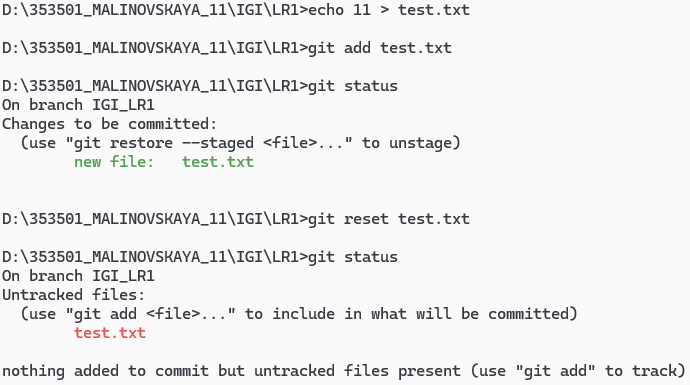 D:\353501_MALINOVSKAYA_11\IGI\LR1>echo 11 > test.txt
D:\353501_MALINOVSKAYA_11\IGI\LR1>git add test.txt
D:\353501_MALINOVSKAYA_11\IGI\LR1>git status
On branch IGI_LR1
Changes to be committed:
  (use "git restore --staged <file>..." to unstage)
        new file:   test.txt
D:\353501_MALINOVSKAYA_11\IGI\LR1>git reset test.txt
D:\353501_MALINOVSKAYA_11\IGI\LR1>git status
On branch IGI_LR1
Untracked files:
  (use "git add <file>..." to include in what will be committed)
        test.txt
nothing added to commit but untracked files present (use "git add" to track)